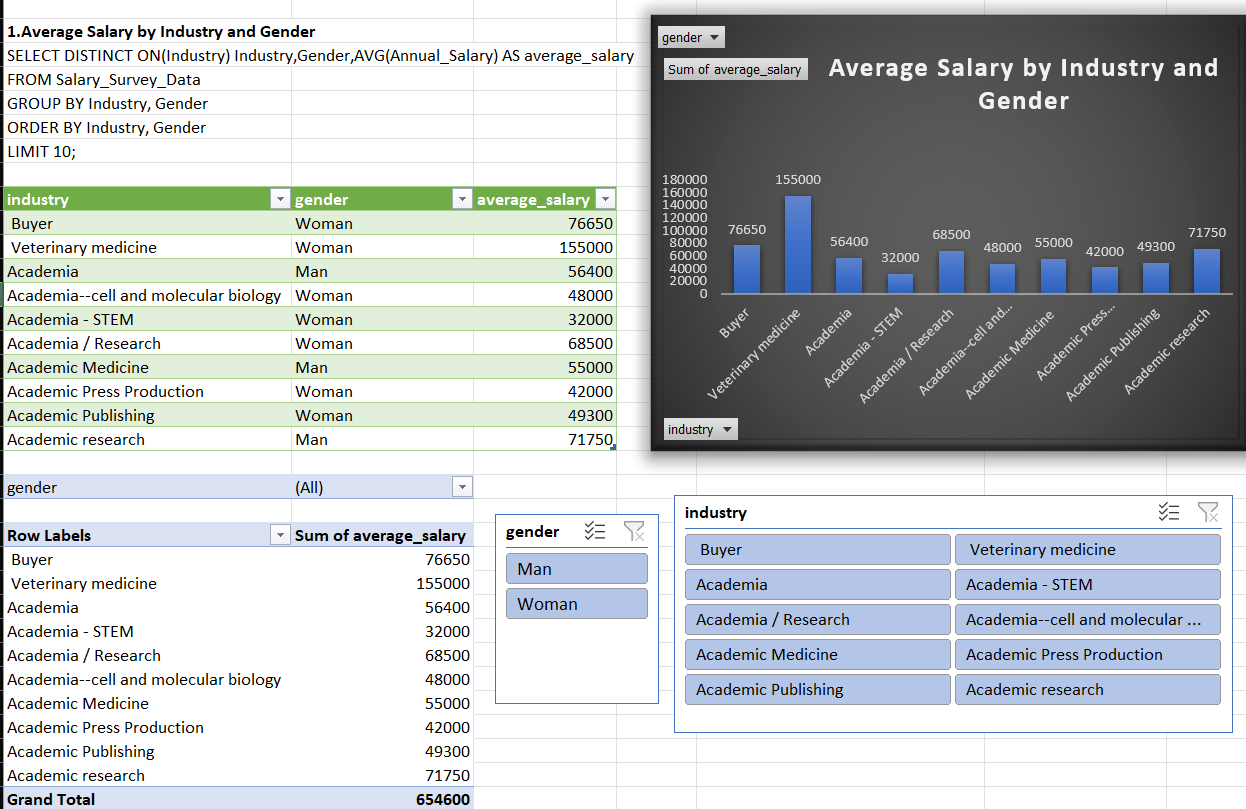 1.Average Salary by Industry and Gender
SELECT DISTINCT ON(Industry) Industry,Gender,AVG(Annual_Salary) AS average_salary
FROM Salary_Survey_Data
GROUP BY Industry, Gender
ORDER BY Industry, Gender
LIMIT 10;
industry gender average_salary
Buyer Woman 76650
Veterinary medicine Woman 155000
Academia Man 56400
Academia--cell and molecular biology Woman 48000
Academia - STEM Woman 32000
Academia / Research Woman 68500
Academic Medicine Man 55000
Academic Press Production Woman 42000
Academic Publishing Woman 49300
Academic research Man 71750
gender (All)
Row Labels Sum of average_salary
Buyer 76650
Veterinary medicine 155000
Academia 56400
Academia - STEM 32000
Academia / Research 68500
Academia--cell and molecular biology 48000
Academic Medicine 55000
Academic Press Production 42000
Academic Publishing 49300
Academic research 71750
Grand Total 654600
gender
Sum of average_salary
Average Salary by Industry and
Gender
180000
160000
140000
120000
100000
80000
60000
40000
20000
0
76650
155000
56400
32000
68500
48000
55000
42000
49300
71750
Buyer
Veterinary medicine
Academia
Academia - STEM
Academia / Research
Academia--cell and...
Academic Medicine
Academic Press...
Academic Publishing
Academic research
industry
gender
Man
Woman
industry
Buyer Veterinary medicine
Academia Academia - STEM
Academia / Research Academia--cell and molecular ...
Academic Medicine Academic Press Production
Academic Publishing Academic research